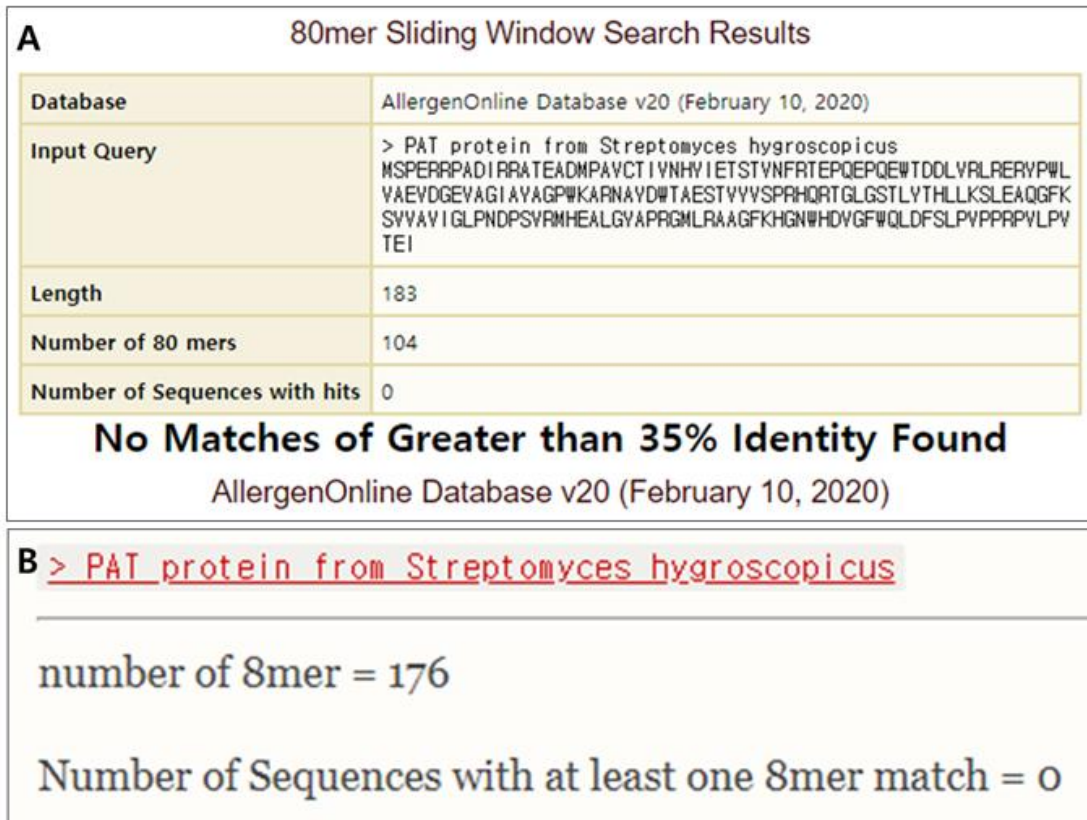 A
80mer Sliding Window Search Results
Database AllergenOnline Database v20 (February 10, 2020)
Input Query > PAT protein from Streptomyces hygroscopicus
MSPERRPADIRRATEADMPAVCTIVNHYIETSTVNFRTEPQEPQEWTDDLVRLRERYPWL
VAEVDGEVAGIAYAGPWKARNAYDWTAESTVYVSPRHQRTGLGSTLYTHLLKSLEAQGFK
SVVAVIGLPNDPSVRMHEALGYAPRGMLRAAGFKHGNWHDVGFWQLDFSLPVPPRPVLPV
TEI
Length 183
Number of 80 mers 104
Number of Sequences with hits 0
No Matches of Greater than 35% Identity Found
AllergenOnline Database v20 (February 10, 2020)
B
> PAT protein from Streptomyces hygroscopicus
number of 8mer = 176
Number of Sequences with at least one 8mer match = 0